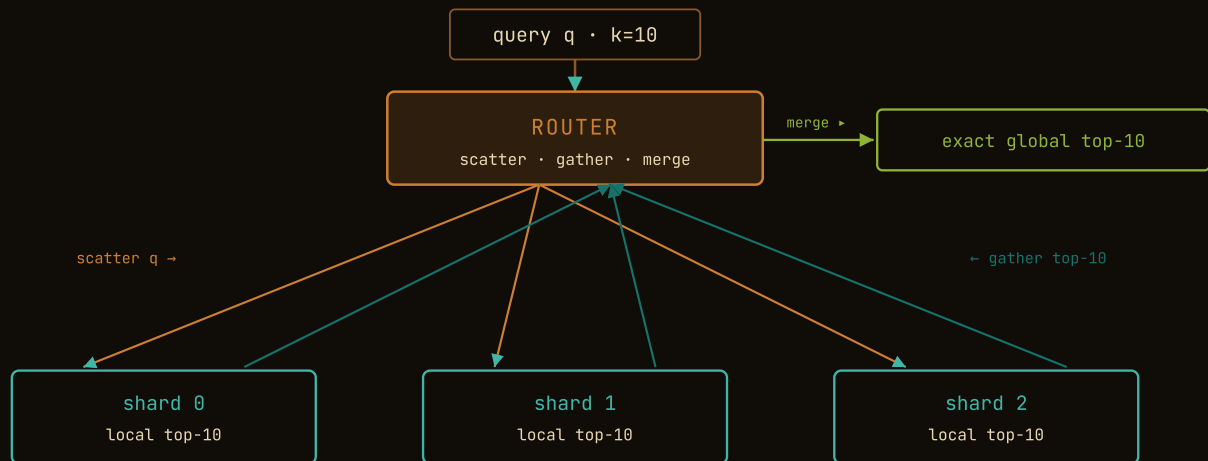 query q · k=10
ROUTER
scatter · gather · merge
merge ▸
exact global top-10
scatter q →
← gather top-10
shard 0
local top-10
shard 1
local top-10
shard 2
local top-10